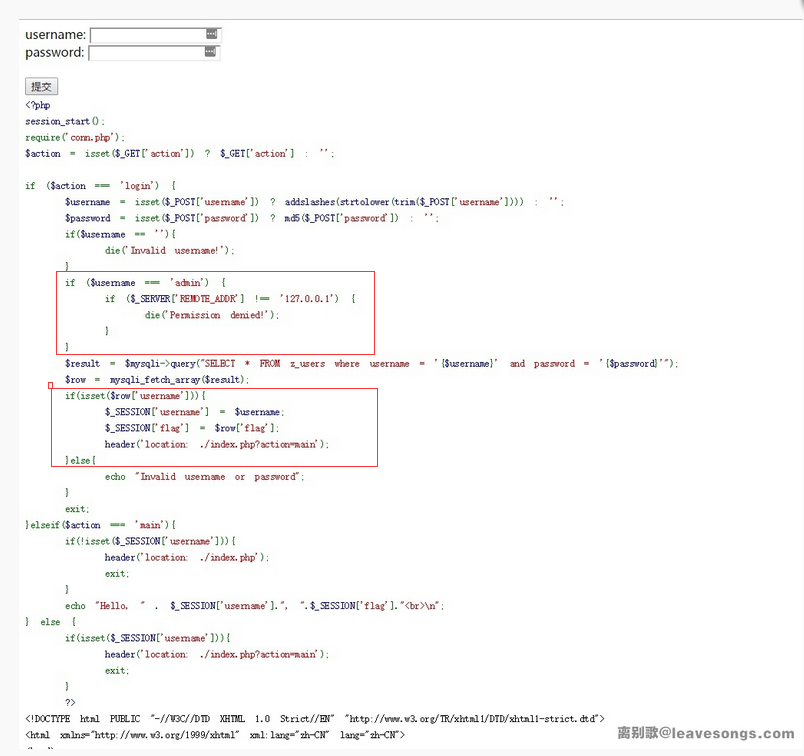 username:
password:
提交
<?php
session_start();
require('conn.php');
$action = isset($_GET['action']) ? $_GET['action'] : '';
if ($action === 'login') {
$username = isset($_POST['username']) ? addslashes(strtolower(trim($_POST['username']))) : '';
$password = isset($_POST['password']) ? md5($_POST['password']) : '';
if($username == ''){
die('Invalid username!');
}
if ($username === 'admin') {
if ($_SERVER['REMOTE_ADDR'] !== '127.0.0.1') {
die('Permission denied!');
}
}
$result = $mysqli->query("SELECT * FROM z_users where username = '{$username}' and password = '{$password}'");
$row = mysqli_fetch_array($result);
if(isset($row['username'])){
$_SESSION['username'] = $username;
$_SESSION['flag'] = $row['flag'];
header('location: ./index.php?action=main');
}else{
echo "Invalid username or password";
}
exit;
}elseif($action === 'main'){
if(!isset($_SESSION['username'])){
header('location: ./index.php');
exit;
}
echo "Hello, " . $_SESSION['username'].", ".$_SESSION['flag']."<br>\n";
} else {
if(isset($_SESSION['username'])){
header('location: ./index.php?action=main');
exit;
}
?>
<!DOCTYPE html PUBLIC "-//W3C//DTD XHTML 1.0 Strict//EN" "http://www.w3.org/TR/xhtml1/DTD/xhtml1-strict.dtd">
<html xmlns="http://www.w3.org/1999/xhtml" xml:lang="zh-CN" lang="zh-CN">
离别歌@leavesongs.com